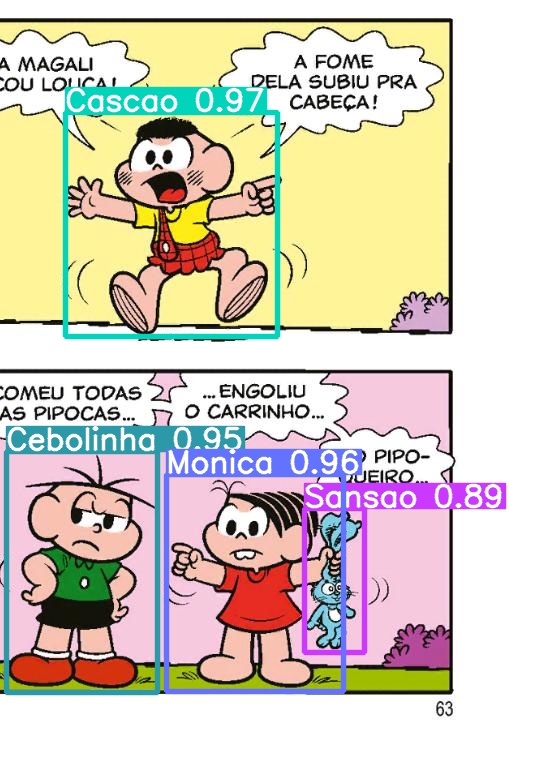 A MAGALI
COU LOUCA!
A FOME
DELA SUBIU PRA
CABEÇA!
Cascao 0.97
COMEU TODAS
AS PIPOCAS...
...ENGOLIU
O CARRINHO...
O PIPO-
QUEIRO...
Cebolinha 0.95
Monica 0.96
Sansao 0.89
63